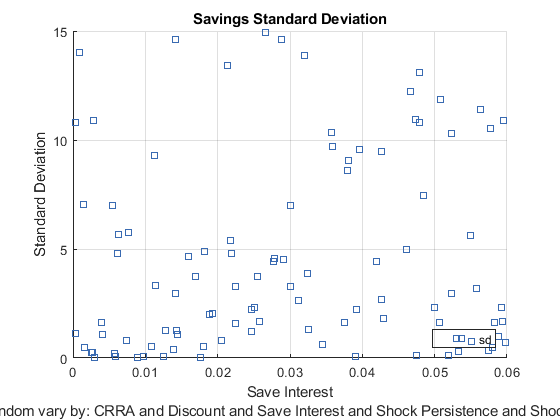 Savings Standard Deviation
15
10
5
0
Standard Deviation
sd
0 0.01 0.02 0.03 0.04 0.05 0.06
Save Interest
ndom vary by: CRRA and Discount and Save Interest and Shock Persistence and Shoc